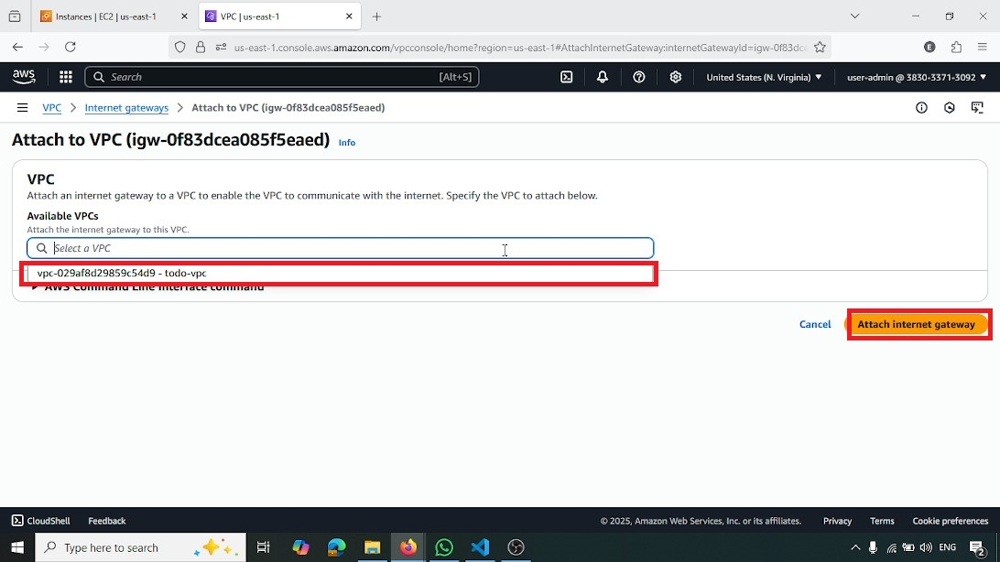 Instances | EC2 | us-east-1
VPC | us-east-1
us-east-1.console.aws.amazon.com/vpcconsole/home?region=us-east-1#AttachInternetGateway:internetGatewayId=igw-0f83dce
E
aws
Search
[Alt+S]
United States (N. Virginia)
user-admin @ 3830-3371-3092
VPC
Internet gateways
Attach to VPC (igw-0f83dcea085f5eaed)
Attach to VPC (igw-0f83dcea085f5eaed)
Info
VPC
Attach an internet gateway to a VPC to enable the VPC to communicate with the internet. Specify the VPC to attach below.
Available VPCs
Attach the internet gateway to this VPC.
Select a VPC
vpc-029af8d29859c54d9 - todo-vpc
AWS Command Line Interface command
Cancel
Attach internet gateway
CloudShell
Feedback
© 2025, Amazon Web Services, Inc. or its affiliates.
Privacy
Terms
Cookie preferences
Type here to search
ENG
2